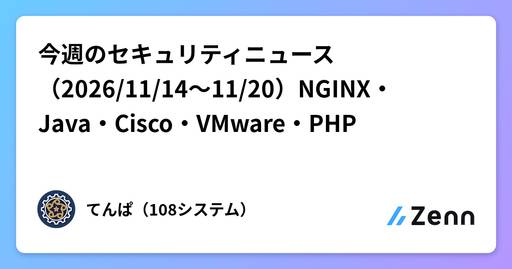 今週のセキュリティニュース
（2026/11/14〜11/20）NGINX・
Java・Cisco・VMware・PHP
てんぱ（108システム）
Zenn